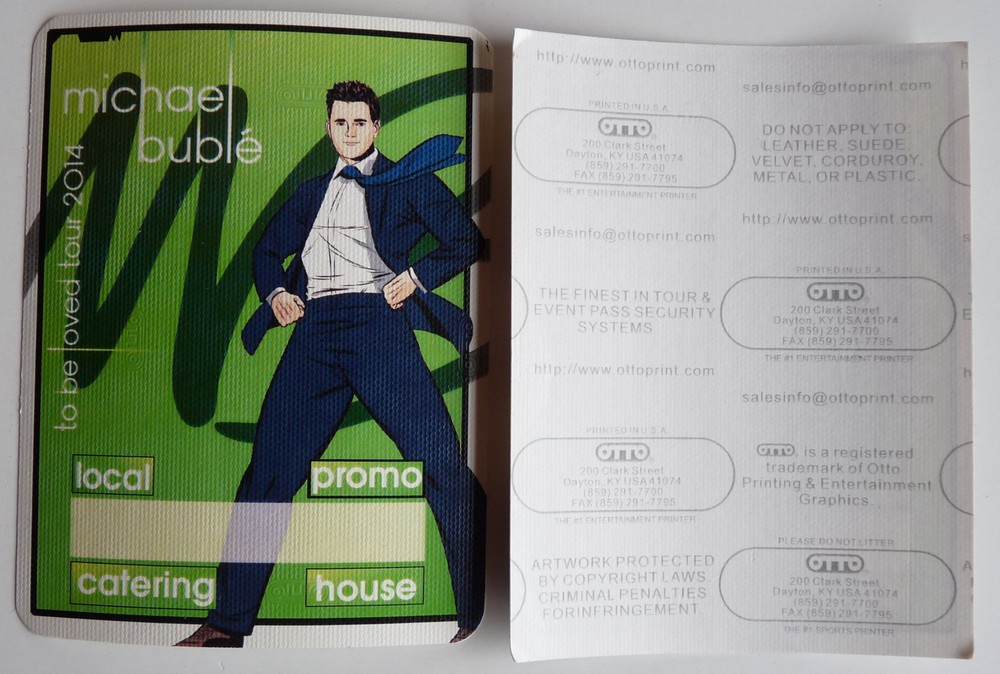 michael
bublé
to be loved tour 2014
local
promo
catering
house
http://www.ottoprint.com
salesinfo@ottoprint.com
PRINTED IN U.S.A.
OTTO
200 Clark Street
Dayton, KY USA 41074
(859) 291-7700
FAX (859) 291-7795
THE #1 ENTERTAINMENT PRINTER
DO NOT APPLY TO:
LEATHER, SUEDE,
VELVET, CORDUROY,
METAL, OR PLASTIC.
salesinfo@ottoprint.com
http://www.ottoprint.com
THE FINEST IN TOUR &
EVENT PASS SECURITY
SYSTEMS
PRINTED IN U.S.A.
OTTO
200 Clark Street
Dayton, KY USA 41074
(859) 291-7700
FAX (859) 291-7795
THE #1 ENTERTAINMENT PRINTER
http://www.ottoprint.com
salesinfo@ottoprint.com
PRINTED IN U.S.A.
OTTO
200 Clark Street
Dayton, KY USA 41074
(859) 291-7700
FAX (859) 291-7795
THE #1 ENTERTAINMENT PRINTER
OTTO, is a registered
trademark of Otto
Printing & Entertainment
Graphics.
ARTWORK PROTECTED
BY COPYRIGHT LAWS.
CRIMINAL PENALTIES
FORINFRINGEMENT.
PLEASE DO NOT LITTER
OTTO
200 Clark Street
Dayton, KY USA 41074
(859) 291-7700
FAX (859) 291-7795
THE #1 SPORTS PRINTER